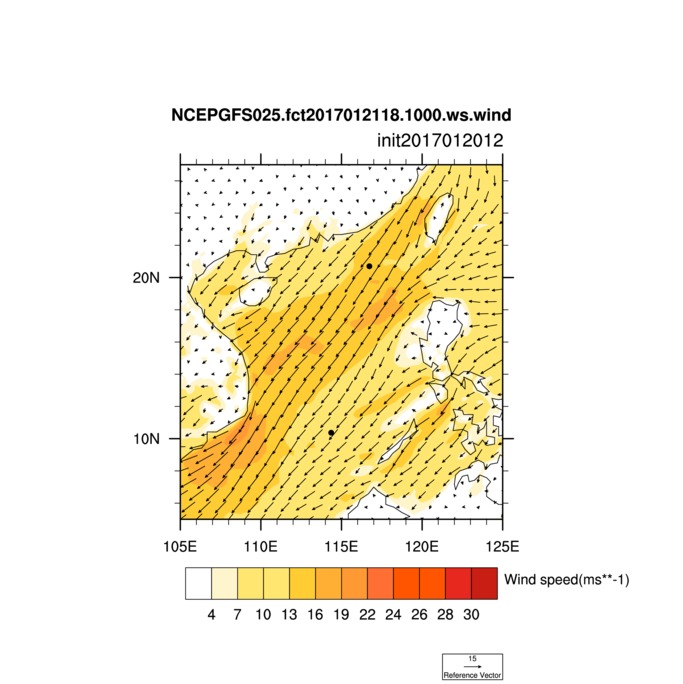 NCEPGFS025.fct2017012118.1000.ws.wind
init2017012012
20N
10N
105E 110E 115E 120E 125E
Wind speed(ms**-1)
4 7 10 13 16 19 22 24 26 28 30
15
Reference Vector